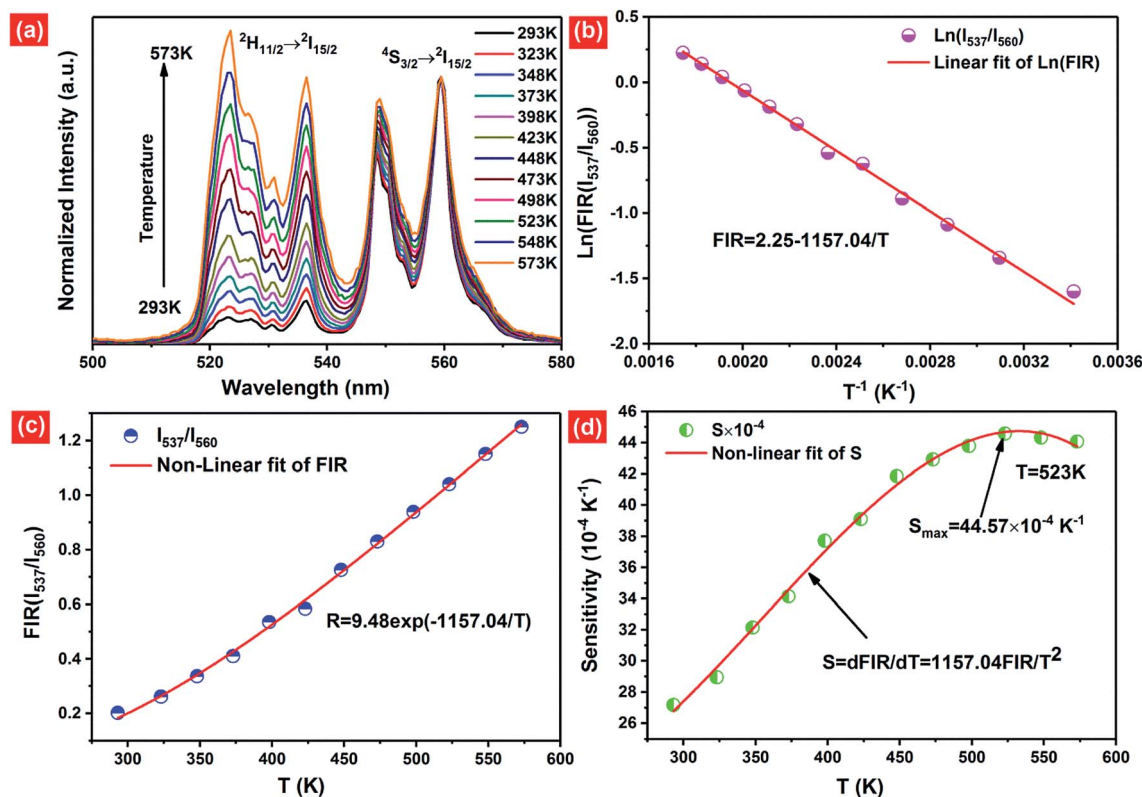 (a)
²H₁₁/₂→²I₁₅/₂
⁴S₃/₂→²I₁₅/₂
573K
Temperature
293K
293K
323K
348K
373K
398K
423K
448K
473K
498K
523K
548K
573K
Normalized Intensity (a.u.)
500 520 540 560 580
Wavelength (nm)
(b)
Ln(I₅₃₇/I₅₆₀)
Linear fit of Ln(FIR)
FIR=2.25-1157.04/T
Ln(FIR(I₅₃₇/I₅₆₀))
0.5
0.0
-0.5
-1.0
-1.5
-2.0
0.0016 0.0020 0.0024 0.0028 0.0032 0.0036
T⁻¹ (K⁻¹)
(c)
I₅₃₇/I₅₆₀
Non-Linear fit of FIR
R=9.48exp(-1157.04/T)
FIR(I₅₃₇/I₅₆₀)
1.2
1.0
0.8
0.6
0.4
0.2
300 350 400 450 500 550 600
T (K)
(d)
S×10⁻⁴
Non-linear fit of S
T=523K
Sₘₐₓ=44.57×10⁻⁴ K⁻¹
S=dFIR/dT=1157.04FIR/T²
Sensitivity (10⁻⁴ K⁻¹)
46
44
42
40
38
36
34
32
30
28
26
300 350 400 450 500 550 600
T (K)